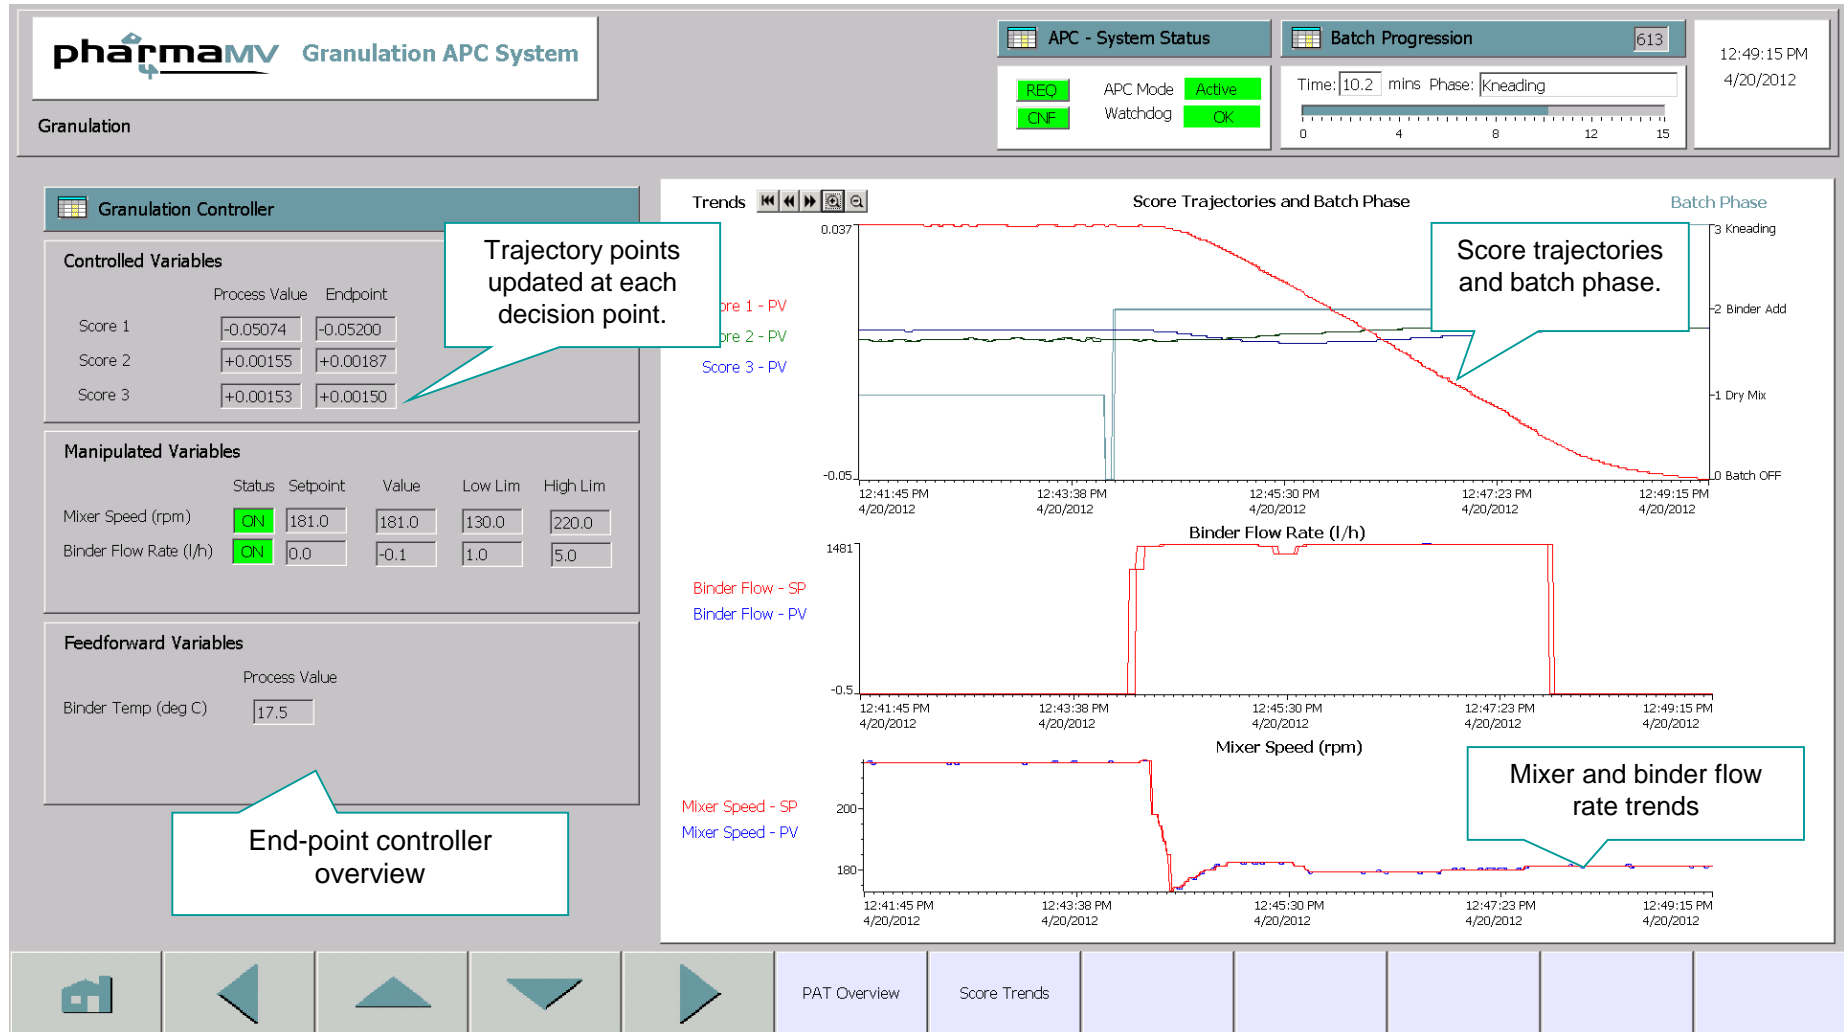 pharmaMV Granulation APC System
Granulation
APC - System Status
REQ APC Mode Active
CNF Watchdog OK
Batch Progression 613
Time: 10.2 mins Phase: Kneading
0 4 8 12 15
12:49:15 PM
4/20/2012
Granulation Controller
Controlled Variables
Process Value Endpoint
Score 1 -0.05074 -0.05200
Score 2 +0.00155 +0.00187
Score 3 +0.00153 +0.00150
Trajectory points
updated at each
decision point.
Manipulated Variables
Status Setpoint Value Low Lim High Lim
Mixer Speed (rpm) ON 181.0 181.0 130.0 220.0
Binder Flow Rate (l/h) ON 0.0 -0.1 1.0 5.0
Feedforward Variables
Process Value
Binder Temp (deg C) 17.5
End-point controller
overview
Trends Score Trajectories and Batch Phase Batch Phase
0.037
ore 1 - PV
ore 2 - PV
Score 3 - PV
-0.05
3 Kneading
2 Binder Add
1 Dry Mix
0 Batch OFF
Score trajectories
and batch phase.
12:41:45 PM 12:43:38 PM 12:45:30 PM 12:47:23 PM 12:49:15 PM
4/20/2012 4/20/2012 4/20/2012 4/20/2012 4/20/2012
Binder Flow Rate (l/h)
1481
Binder Flow - SP
Binder Flow - PV
-0.5
12:41:45 PM 12:43:38 PM 12:45:30 PM 12:47:23 PM 12:49:15 PM
4/20/2012 4/20/2012 4/20/2012 4/20/2012 4/20/2012
Mixer Speed (rpm)
200
Mixer Speed - SP
Mixer Speed - PV
180
Mixer and binder flow
rate trends
12:41:45 PM 12:43:38 PM 12:45:30 PM 12:47:23 PM 12:49:15 PM
4/20/2012 4/20/2012 4/20/2012 4/20/2012 4/20/2012
PAT Overview Score Trends